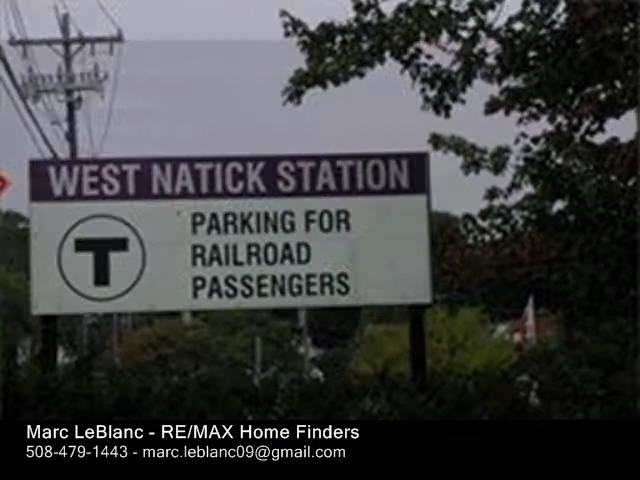 WEST NATICK STATION
T
PARKING FOR
RAILROAD
PASSENGERS
Marc LeBlanc - RE/MAX Home Finders
508-479-1443 - marc.leblanc09@gmail.com